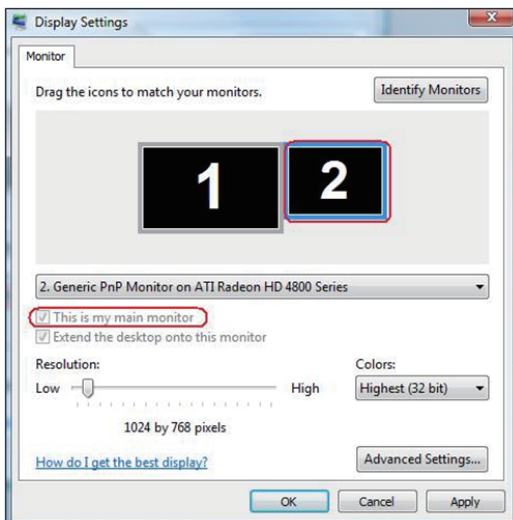 Display Settings
Monitor
Drag the icons to match your monitors.
Identify Monitors
1
2
2. Generic PnP Monitor on ATI Radeon HD 4800 Series
This is my main monitor
Extend the desktop onto this monitor
Resolution:
Colors:
Low
High
Highest (32 bit)
1024 by 768 pixels
How do I get the best display?
Advanced Settings...
OK
Cancel
Apply